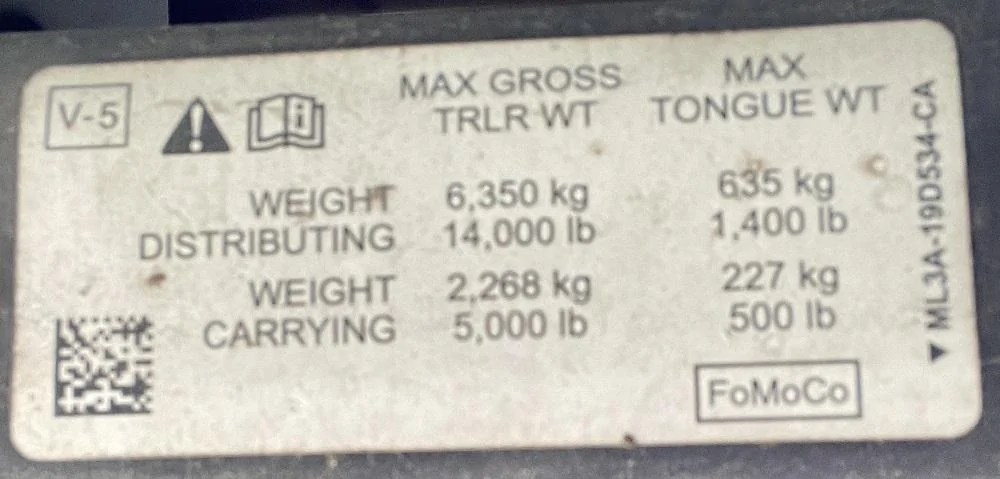 V-5
MAX GROSS
TRLR WT
MAX
TONGUE WT
WEIGHT
DISTRIBUTING
6,350 kg
14,000 lb
635 kg
1,400 lb
WEIGHT
CARRYING
2,268 kg
5,000 lb
227 kg
500 lb
FoMoCo
▼ ML3A-19D534-CA